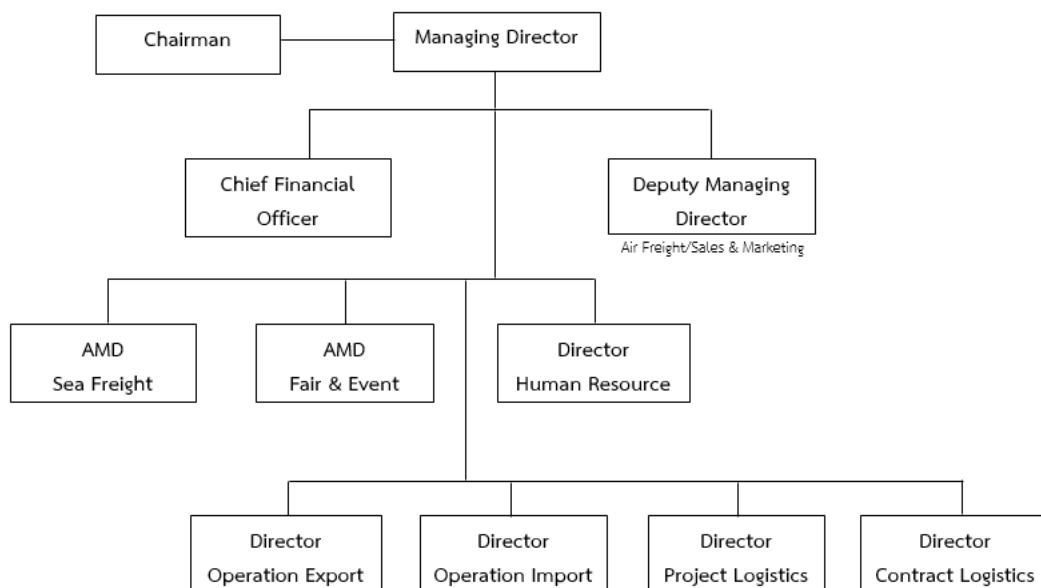 Chairman
Managing Director
Chief Financial
Officer
Deputy Managing
Director
Air Freight/Sales & Marketing
AMD
Sea Freight
AMD
Fair & Event
Director
Human Resource
Director
Operation Export
Director
Operation Import
Director
Project Logistics
Director
Contract Logistics